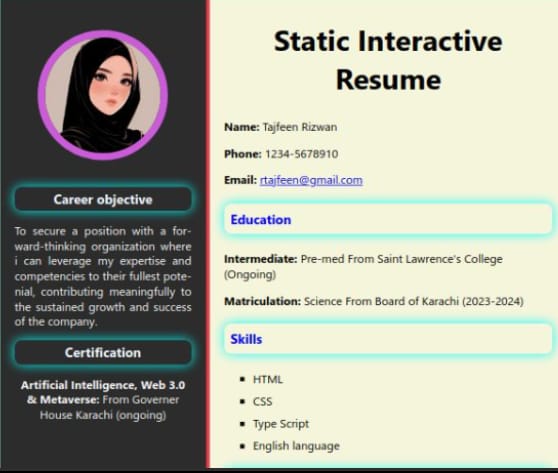 Career objective
To secure a position with a for-
ward-thinking organization where
i can leverage my expertise and
competencies to their fullest pote-
nial, contributing meaningfully to
the sustained growth and success
of the company.
Certification
Artificial Intelligence, Web 3.0
& Metaverse: From Governer
House Karachi (ongoing)
Static Interactive
Resume
Name: Tajfeen Rizwan
Phone: 1234-5678910
Email: rtajfeen@gmail.com
Education
Intermediate: Pre-med From Saint Lawrence's College
(Ongoing)
Matriculation: Science From Board of Karachi (2023-2024)
Skills
HTML
CSS
Type Script
English language